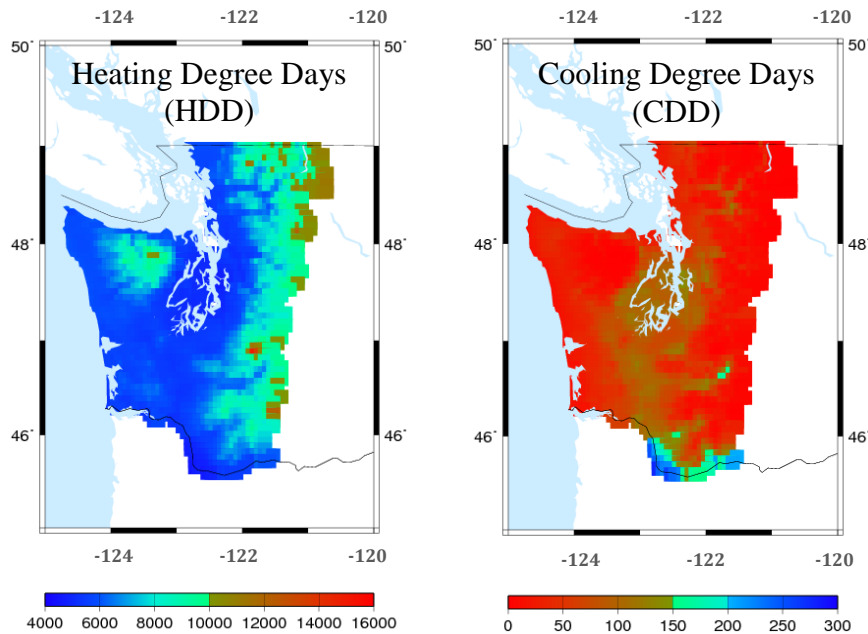 -124 -122 -120
50° 50°
Heating Degree Days
(HDD)
48° 48°
46° 46°
-124 -122 -120
4000 6000 8000 10000 12000 14000 16000
-124 -122 -120
50° 50°
Cooling Degree Days
(CDD)
48° 48°
46° 46°
-124 -122 -120
0 50 100 150 200 250 300